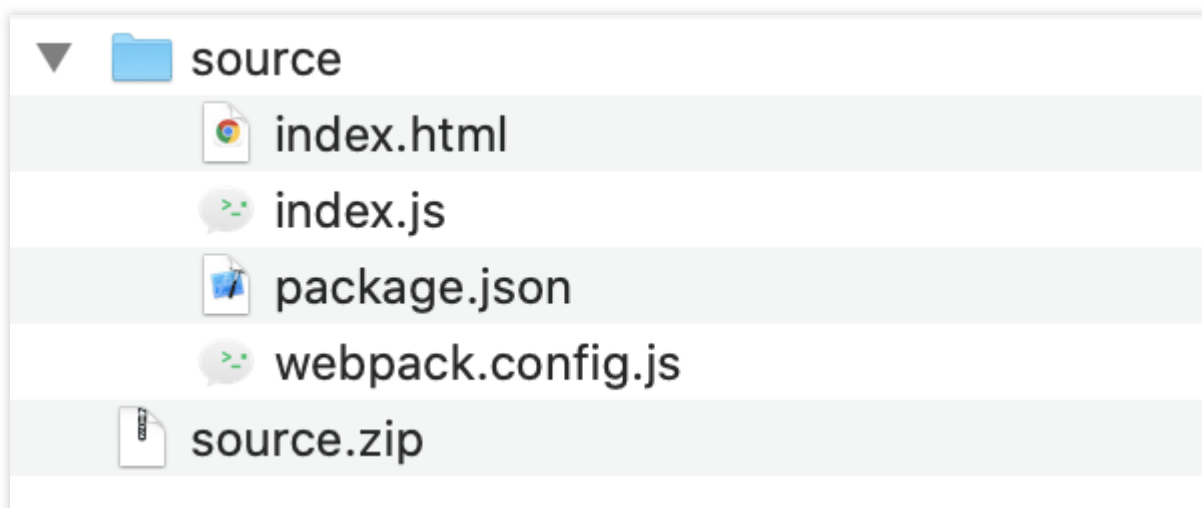 source
index.html
index.js
package.json
webpack.config.js
source.zip